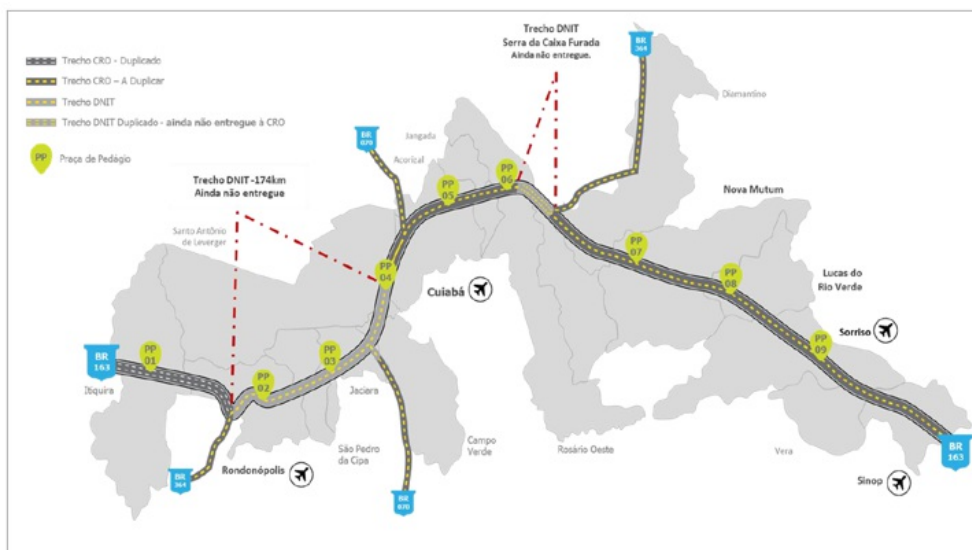 Trecho CRO - Duplicado
Trecho CRO – A Duplicar
Trecho DNIT
Trecho DNIT Duplicado - ainda não entregue à CRO
PP
Praça de Pedágio
Trecho DNIT
Serra da Caixa Furada
Ainda não entregue.
BR
364
Diamantino
Jangada
Acorizal
BR
070
Trecho DNIT -174km
Ainda não entregue
Santo Antônio
de Leverger
PP
06
PP
05
PP
04
Nova Mutum
PP
07
PP
08
Lucas do
Rio Verde
Cuiabá
Sorriso
PP
09
BR
163
PP
01
PP
02
PP
03
Itiquira
Jaciara
São Pedro
da Cipa
Campo
Verde
Rosário Oeste
Vera
BR
163
Sinop
Rondonópolis
BR
364
BR
070